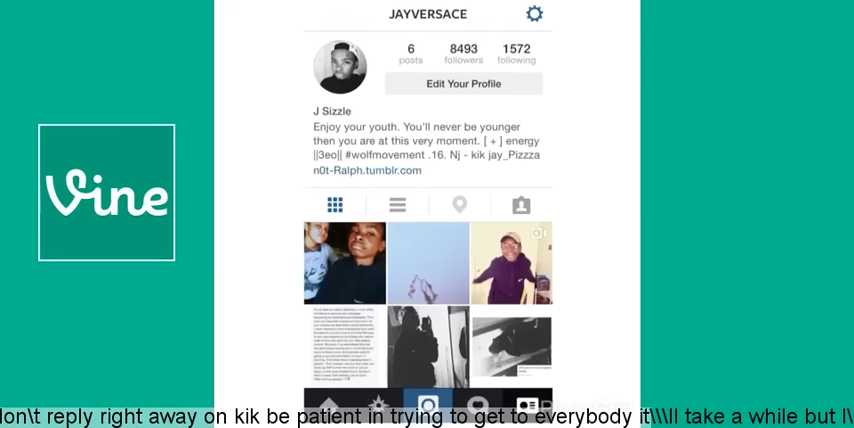 JAYVERSACE
6 8493 1572
posts followers following
Edit Your Profile
J Sizzle
Enjoy your youth. You'll never be younger
then you are at this very moment. [ + ] energy
||3eo|| #wolfmovement .16. Nj - kik jay_Pizzza
n0t-Ralph.tumblr.com
Vine
on\t reply right away on kik be patient in trying to get to everybody it\\\ll take a while but I\